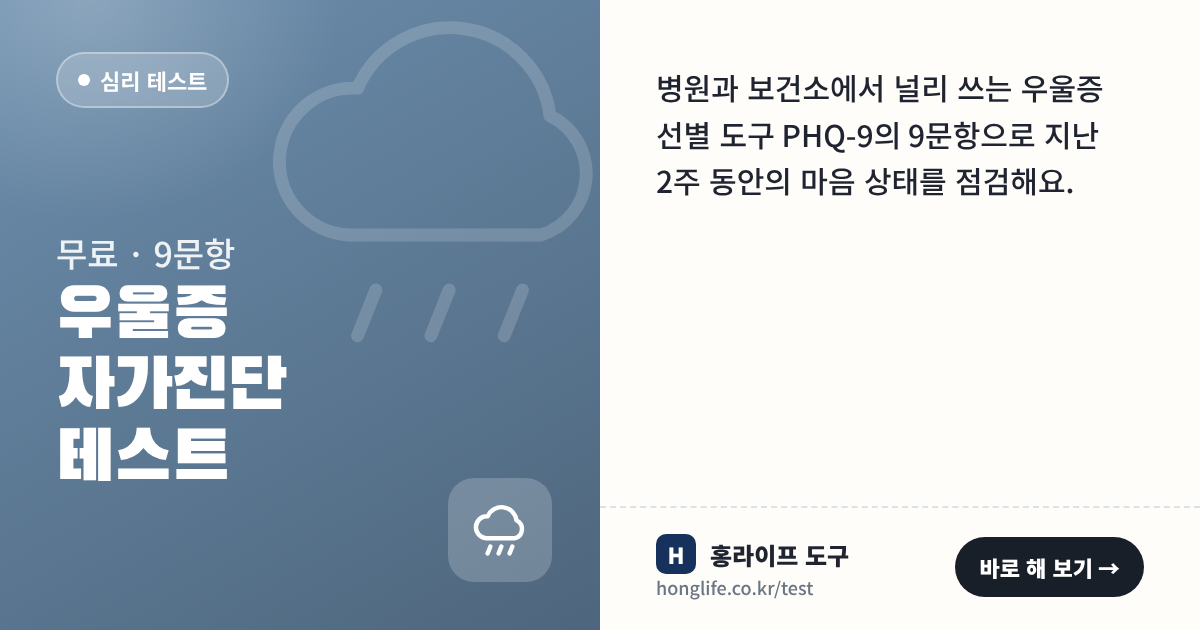 심리 테스트
무료 · 9문항
우울증
자가진단
테스트
병원과 보건소에서 널리 쓰는 우울증
선별 도구 PHQ-9의 9문항으로 지난
2주 동안의 마음 상태를 점검해요.
H 홍라이프 도구
honglife.co.kr/test
바로 해 보기 →